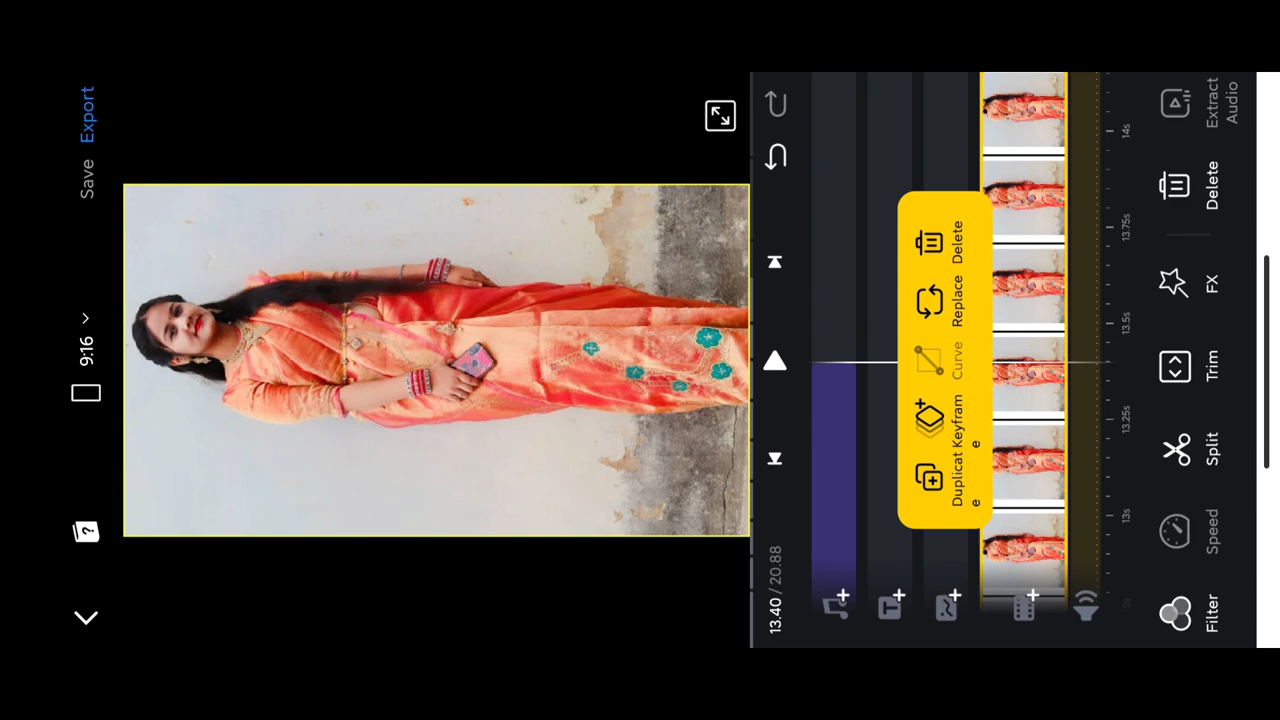 Save Export
9:16
?
13.40 / 20.88
Duplicat
e
Keyfram
e
Curve
Replace
Delete
T
13s
13.25s
13.5s
13.75s
14s
Filter
Speed
Split
Trim
FX
Delete
Extract
Audio